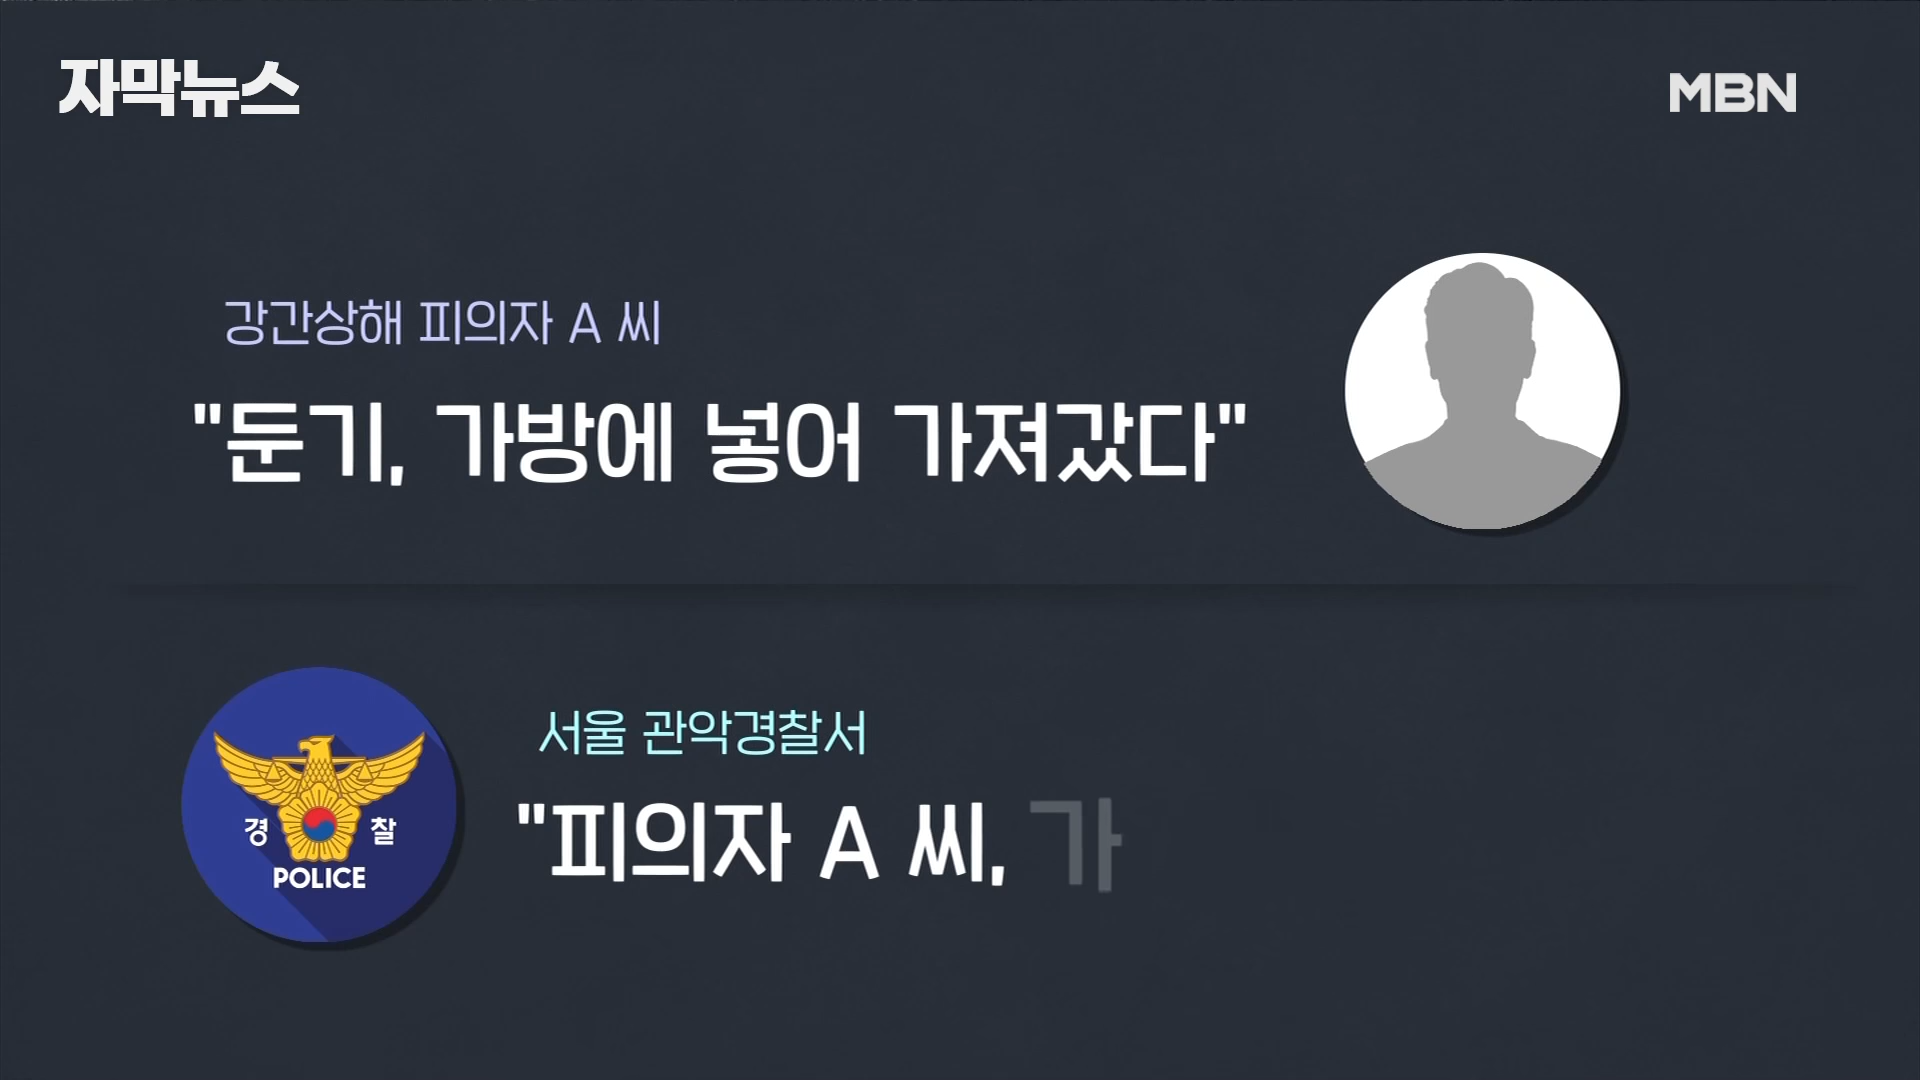 자막뉴스
MBN
강간상해 피의자 A 씨
"둔기, 가방에 넣어 가져갔다"
서울 관악경찰서
"피의자 A 씨, 가
경 찰
POLICE